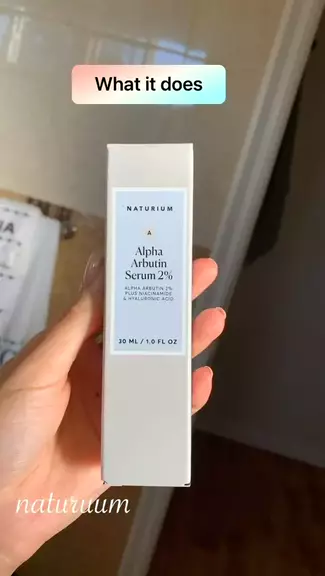 What it does
NATURIUM
A
Alpha
Arbutin
Serum 2%
ALPHA ARBUTIN 2%
PLUS NIACINAMIDE
& HYALURONIC ACID
30 ML / 1.0 FL OZ
naturuum